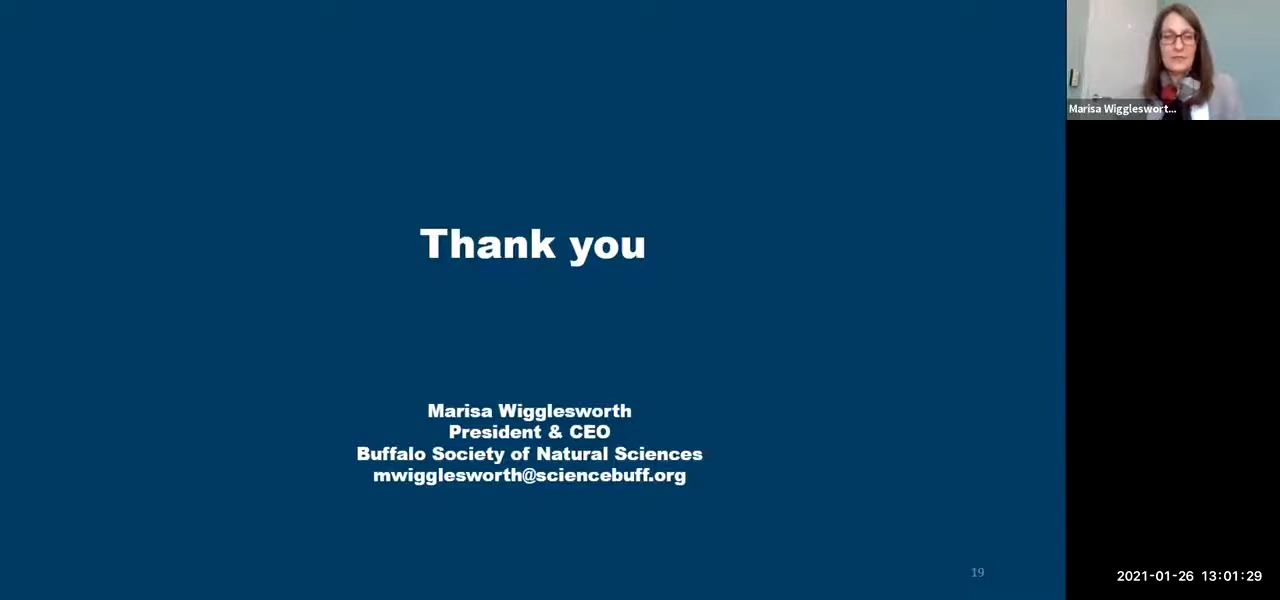 Marisa Wiggleswort...
Thank you
Marisa Wigglesworth
President & CEO
Buffalo Society of Natural Sciences
mwigglesworth@sciencebuff.org
19
2021-01-26 13:01:29